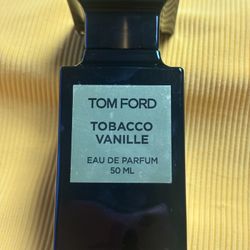 TOM FORD
TOBACCO
VANILLE
EAU DE PARFUM
50 ML